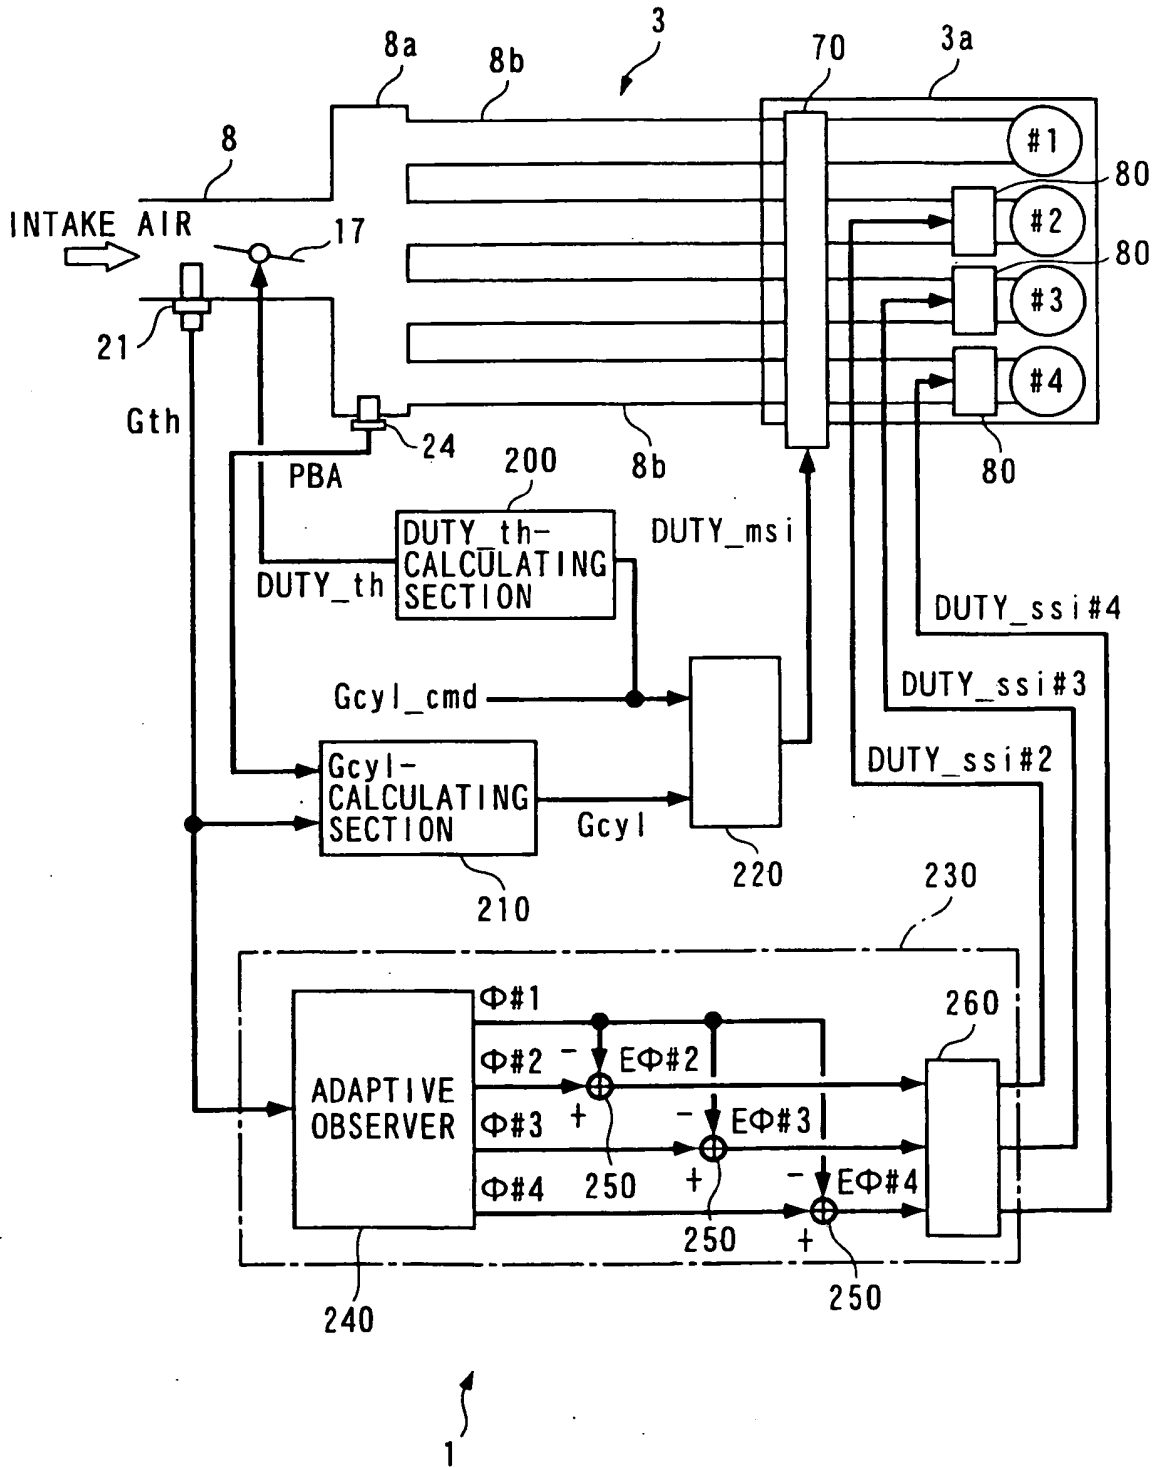 3
8a
8b
70
3a
8
#1
80
INTAKE AIR
17
#2
80
#3
21
#4
Gth
24
80
PBA
200
8b
DUTY_th-
CALCULATING
SECTION
DUTY_msi
DUTY_th
DUTY_ssi#4
Gcyl_cmd
DUTY_ssi#3
Gcyl-
CALCULATING
SECTION
DUTY_ssi#2
Gcyl
220
210
230
Φ#1
260
Φ#2
-
EΦ#2
ADAPTIVE
OBSERVER
+
Φ#3
-
EΦ#3
Φ#4
250
+
-
EΦ#4
250
+
240
250
1